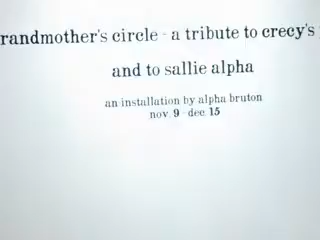 randmother's circle - a tribute to crecy's
and to sallie alpha
an installation by alpha bruton
nov. 9 - dec. 15